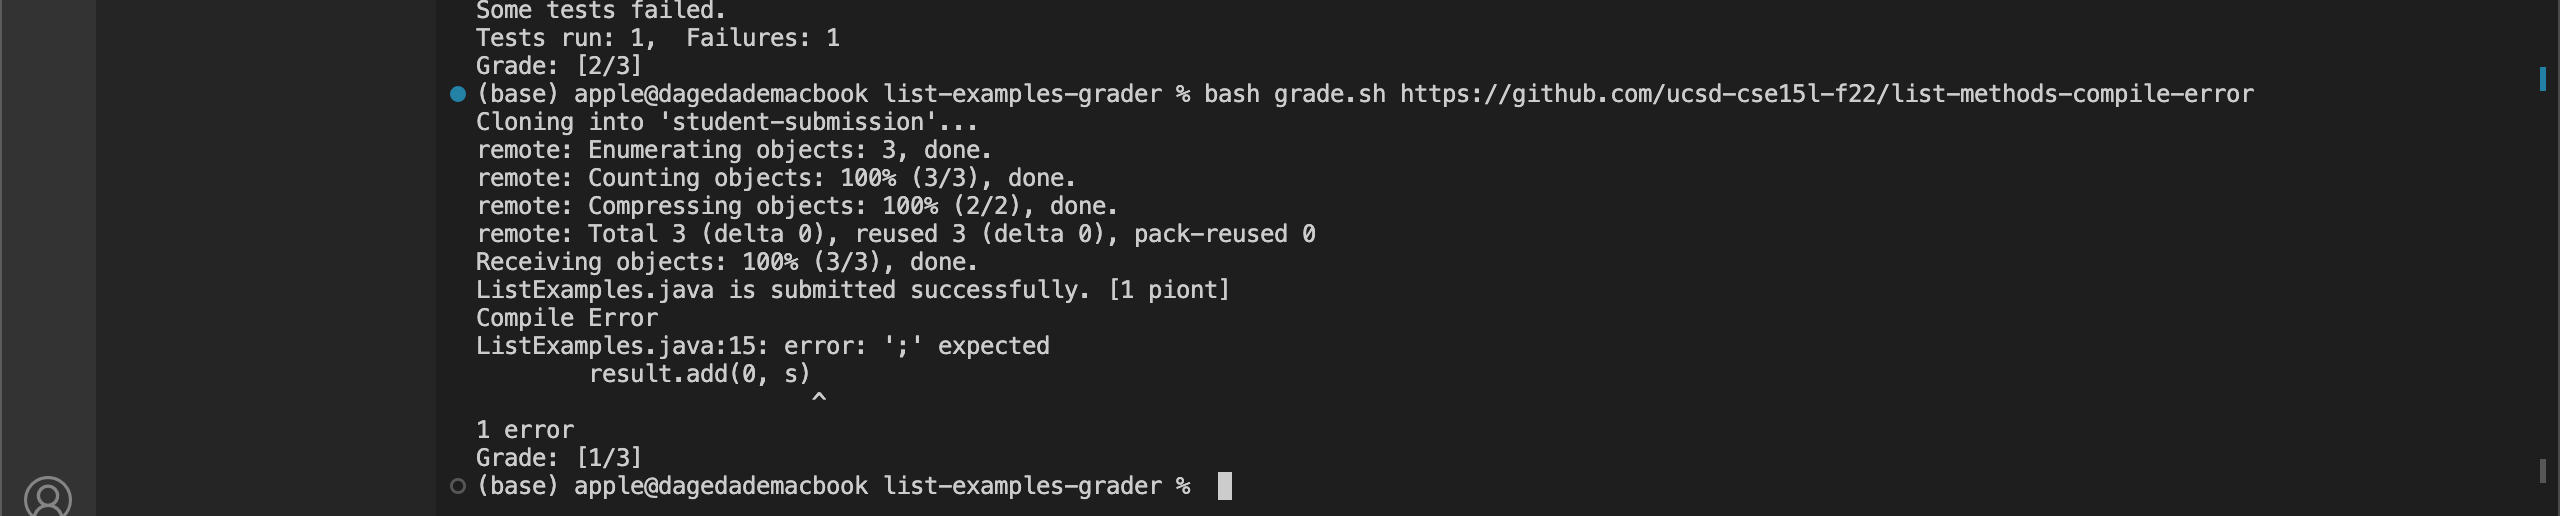 Some tests failed.
Tests run: 1,  Failures: 1
Grade: [2/3]
(base) apple@dagedademacbook list-examples-grader % bash grade.sh https://github.com/ucsd-cse15l-f22/list-methods-compile-error
Cloning into 'student-submission'...
remote: Enumerating objects: 3, done.
remote: Counting objects: 100% (3/3), done.
remote: Compressing objects: 100% (2/2), done.
remote: Total 3 (delta 0), reused 3 (delta 0), pack-reused 0
Receiving objects: 100% (3/3), done.
ListExamples.java is submitted successfully. [1 piont]
Compile Error
ListExamples.java:15: error: ';' expected
        result.add(0, s)
                        ^
1 error
Grade: [1/3]
(base) apple@dagedademacbook list-examples-grader %